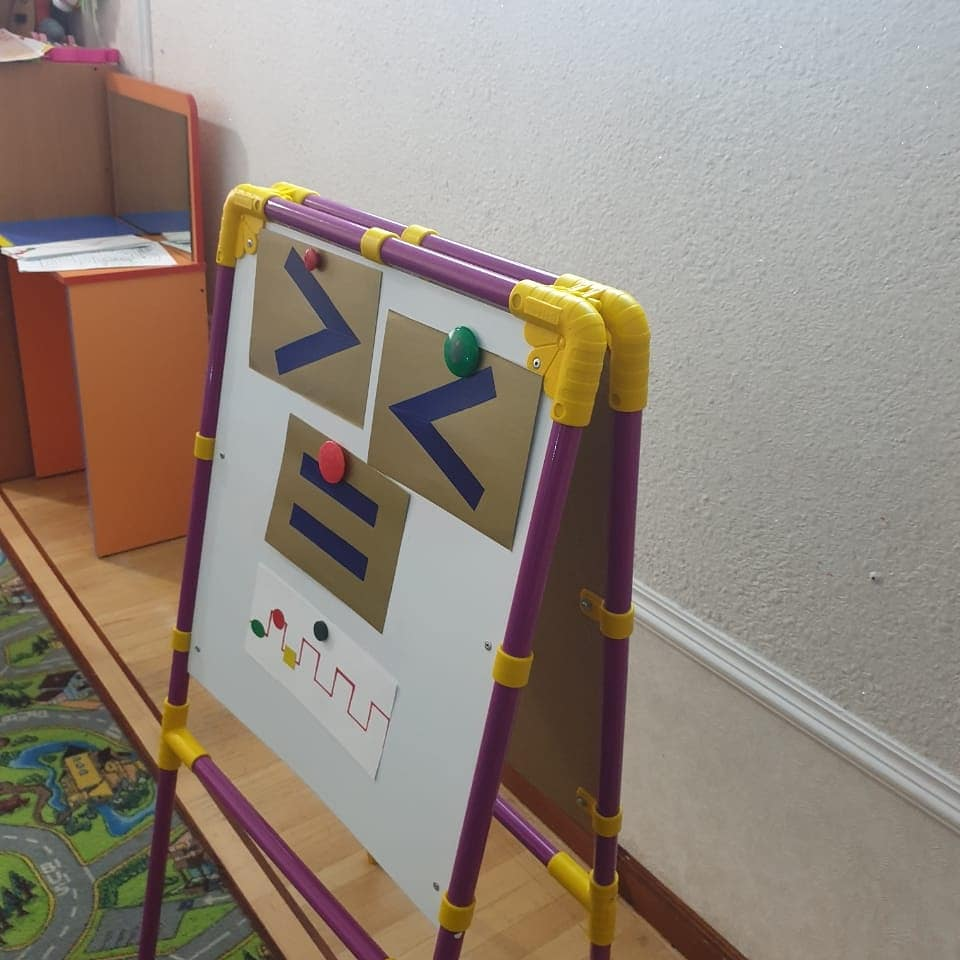 >
<
=